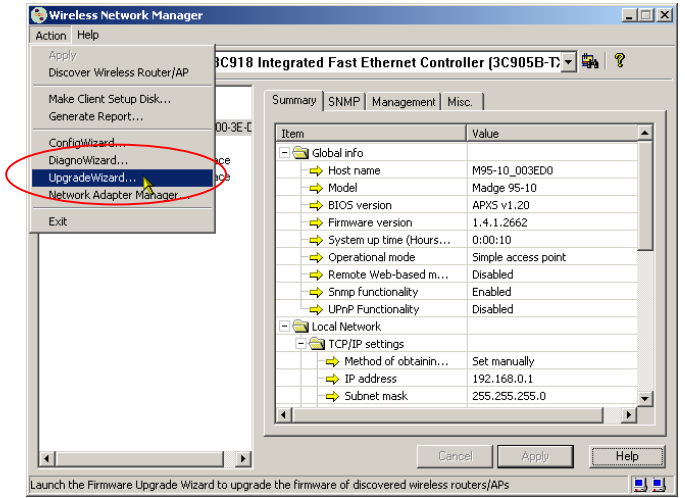 Wireless Network Manager
Action Help
Apply
Discover Wireless Router/AP
Make Client Setup Disk...
Generate Report...
ConfigWizard...
DiagnoWizard...
UpgradeWizard...
Network Adapter Manager...
Exit
3C918 Integrated Fast Ethernet Controller (3C905B-T
00-3E-
ace
ace
Summary SNMP Management Misc.
Item Value
Global info
Host name M95-10_003ED0
Model Madge 95-10
BIOS version APXS v1.20
Firmware version 1.4.1.2662
System up time (Hours... 0:00:10
Operational mode Simple access point
Remote Web-based m... Disabled
Snmp functionality Enabled
UPnP Functionality Disabled
Local Network
TCP/IP settings
Method of obtainin... Set manually
IP address 192.168.0.1
Subnet mask 255.255.255.0
Cancel Apply Help
Launch the Firmware Upgrade Wizard to upgrade the firmware of discovered wireless routers/APs